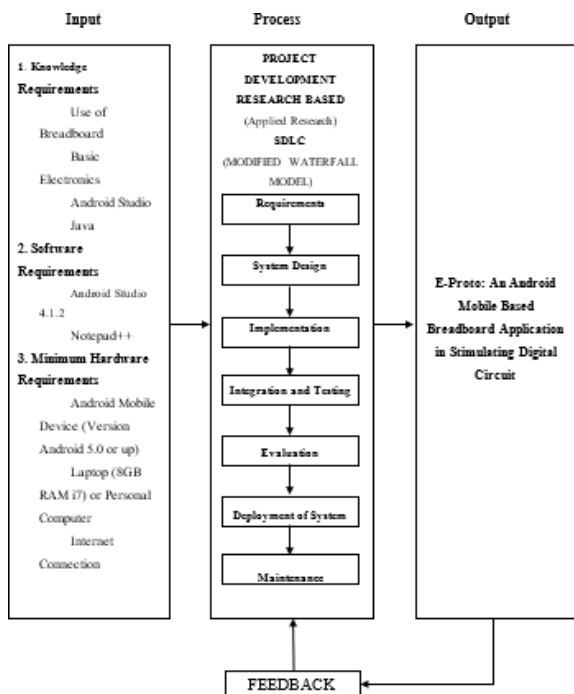 Input
Process
Output
1. Knowledge
Requirements
Use of
Breadboard
Basic
Electronics
Android Studio
Java
2. Software
Requirements
Android Studio
4.1.2
Notepad++
3. Minimum Hardware
Requirements
Android Mobile
Device (Version
Android 5.0 or up)
Laptop (8GB
RAM i7) or Personal
Computer
Internet
Connection
PROJECT
DEVELOPMENT
RESEARCH BASED
(Applied Research)
SDLC
(MODIFIED WATERFALL
MODEL)
Requirements
System Design
Implementation
Integration and Testing
Evaluation
Deployment of System
Maintenance
E-Proto: An Android
Mobile Based
Breadboard Application
in Stimulating Digital
Circuit
FEEDBACK